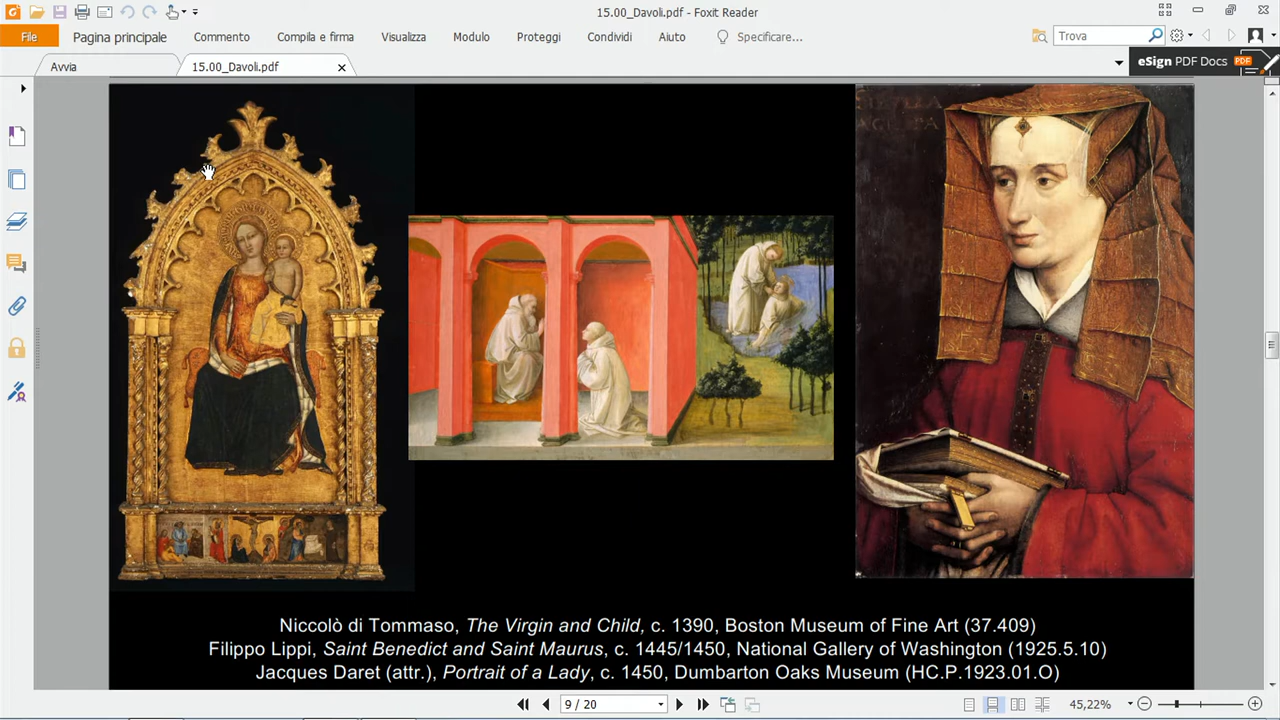 15.00_Davoli.pdf - Foxit Reader
File Pagina principale Commento Compila e firma Visualizza Modulo Proteggi Condividi Aiuto Specificare... Trova
Avvia 15.00_Davoli.pdf eSign PDF Docs PDF
Niccolò di Tommaso, The Virgin and Child, c. 1390, Boston Museum of Fine Art (37.409)
Filippo Lippi, Saint Benedict and Saint Maurus, c. 1445/1450, National Gallery of Washington (1925.5.10)
Jacques Daret (attr.), Portrait of a Lady, c. 1450, Dumbarton Oaks Museum (HC.P.1923.01.O)
9 / 20 45,22%